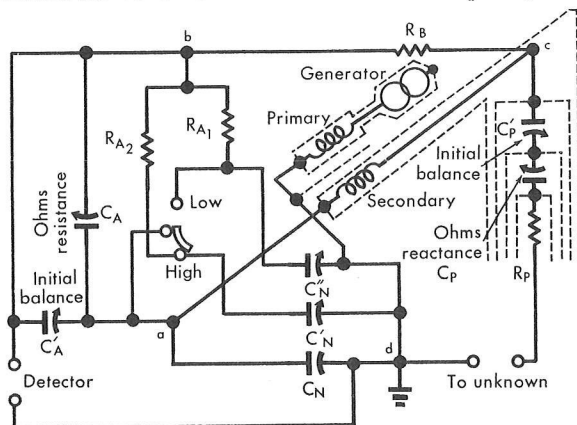 b
R_B
c
Generator
Primary
R_A2
R_A1
C'_P
Initial
balance
Ohms
resistance
C_A
Low
Secondary
Ohms
reactance
C_P
R_P
High
Initial
balance
C'_A
a
C''_N
C'_N
d
C_N
Detector
To unknown